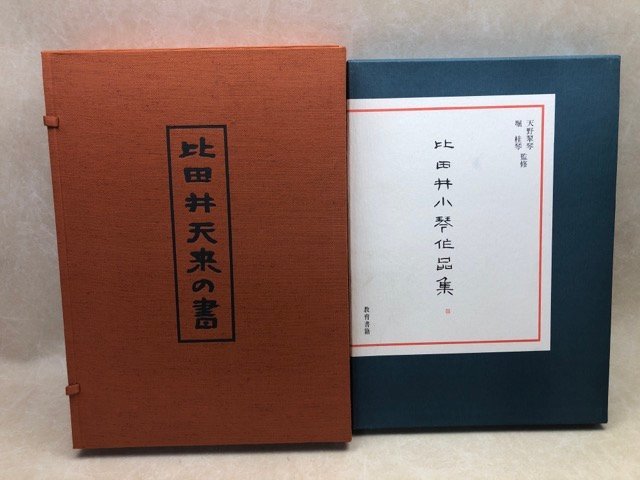 比田井天来の書
天野翠琴
堀桂琴 監修
比田井小琴作品集
教育書籍